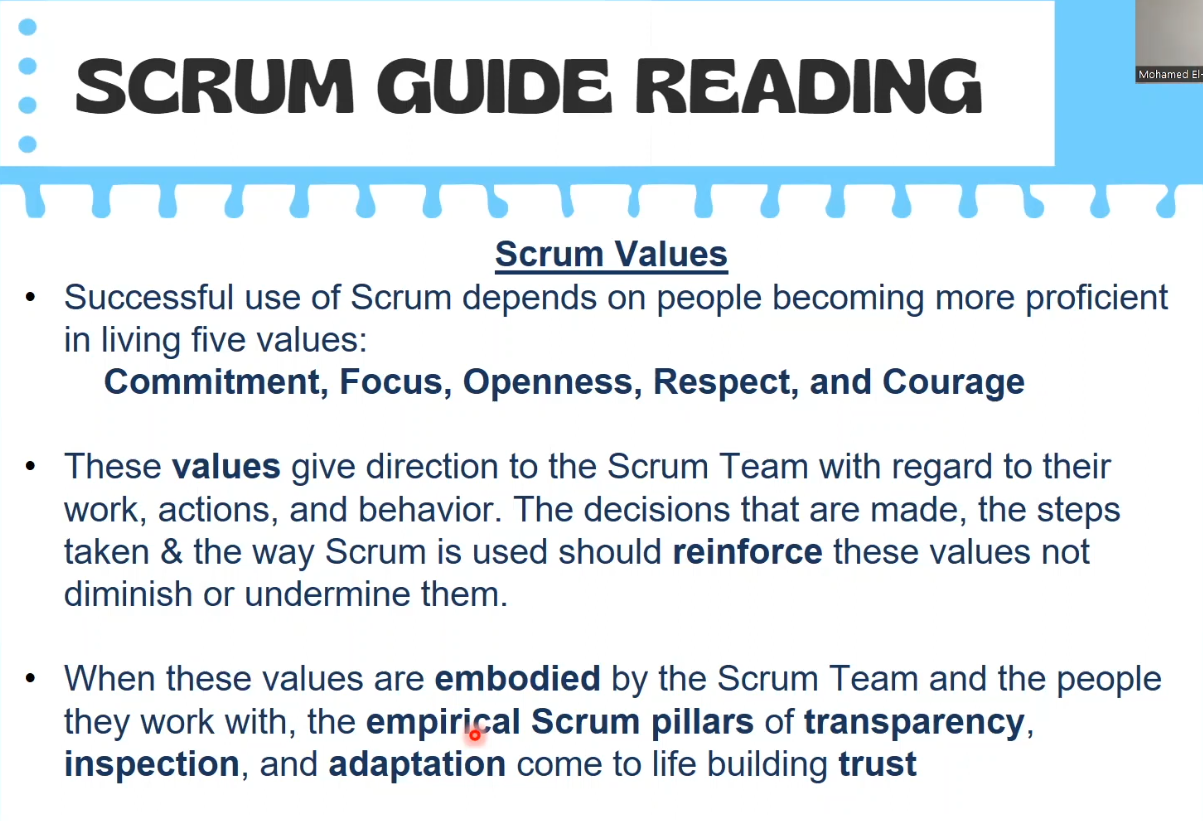 SCRUM GUIDE READING
Mohamed El-
Scrum Values
• Successful use of Scrum depends on people becoming more proficient
in living five values:
Commitment, Focus, Openness, Respect, and Courage
• These values give direction to the Scrum Team with regard to their
work, actions, and behavior. The decisions that are made, the steps
taken & the way Scrum is used should reinforce these values not
diminish or undermine them.
• When these values are embodied by the Scrum Team and the people
they work with, the empirical Scrum pillars of transparency,
inspection, and adaptation come to life building trust